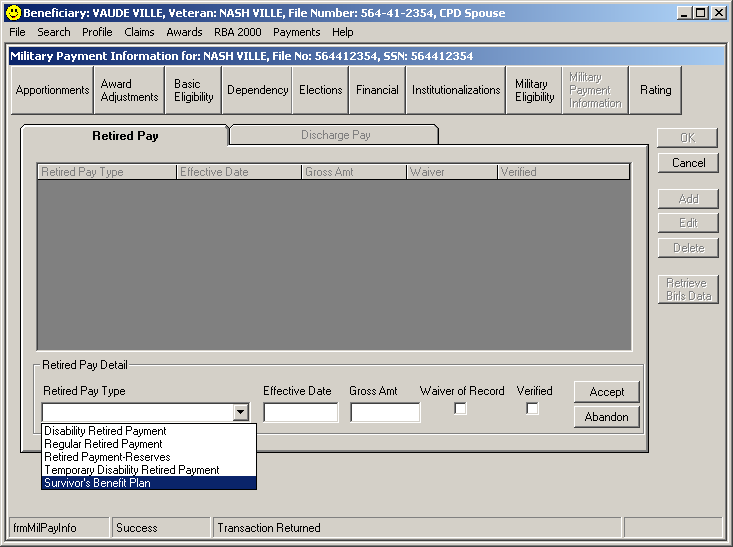 Beneficiary: VAUDE VILLE, Veteran: NASH VILLE, File Number: 564-41-2354, CPD Spouse
File Search Profile Claims Awards RBA 2000 Payments Help
Military Payment Information for: NASH VILLE, File No: 564412354, SSN: 564412354
Apportionments Award Adjustments Basic Eligibility Dependency Elections Financial Institutionalizations Military Eligibility Military Payment Information Rating
Retired Pay Discharge Pay
OK
Cancel
Retired Pay Type Effective Date Gross Amt Waiver Verified
Add
Edit
Delete
Retrieve
Birls Data
Retired Pay Detail
Retired Pay Type Effective Date Gross Amt Waiver of Record Verified
Accept
Abandon
Disability Retired Payment
Regular Retired Payment
Retired Payment-Reserves
Temporary Disability Retired Payment
Survivor's Benefit Plan
frmMilPayInfo Success Transaction Returned